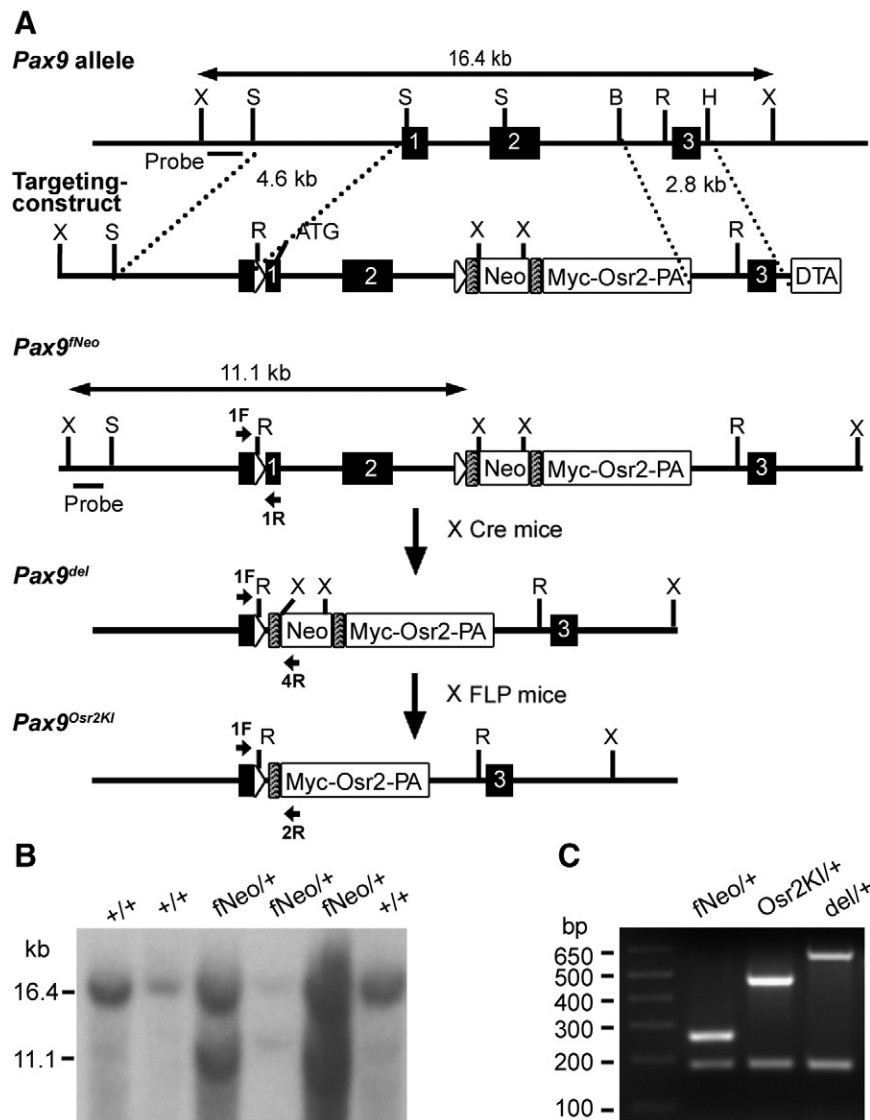 A
Pax9 allele
16.4 kb
X S S S B R H X
1 2 3
Probe
4.6 kb 2.8 kb
Targeting-
construct
X S R ATG X X R
1 2 Neo Myc-Osr2-PA 3 DTA
Pax9fNeo
11.1 kb
1F
X S R X X R X
1 2 Neo Myc-Osr2-PA 3
Probe
1R
X Cre mice
Pax9del
1F
R X X R X
Neo Myc-Osr2-PA 3
4R
X FLP mice
Pax9Osr2KI
1F
R R X
Myc-Osr2-PA 3
2R
B
+/+ +/+ fNeo/+ fNeo/+ fNeo/+ +/+
kb
16.4
11.1
C
fNeo/+ Osr2KI/+ del/+
bp
650
500
400
300
200
100